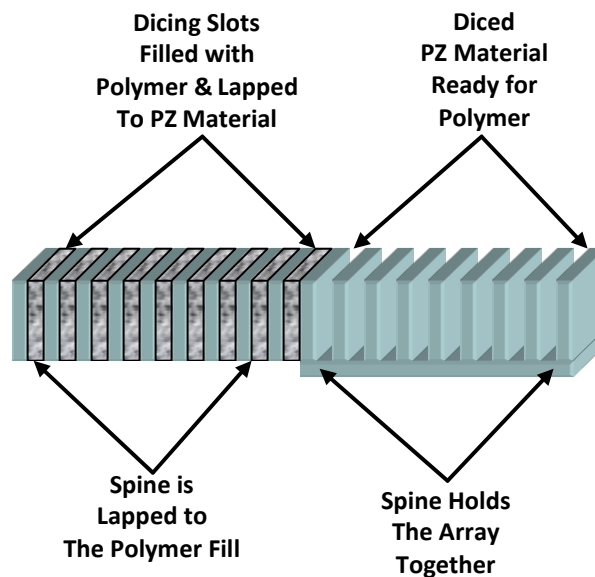 Dicing Slots
Filled with
Polymer & Lapped
To PZ Material
Diced
PZ Material
Ready for
Polymer
Spine is
Lapped to
The Polymer Fill
Spine Holds
The Array
Together